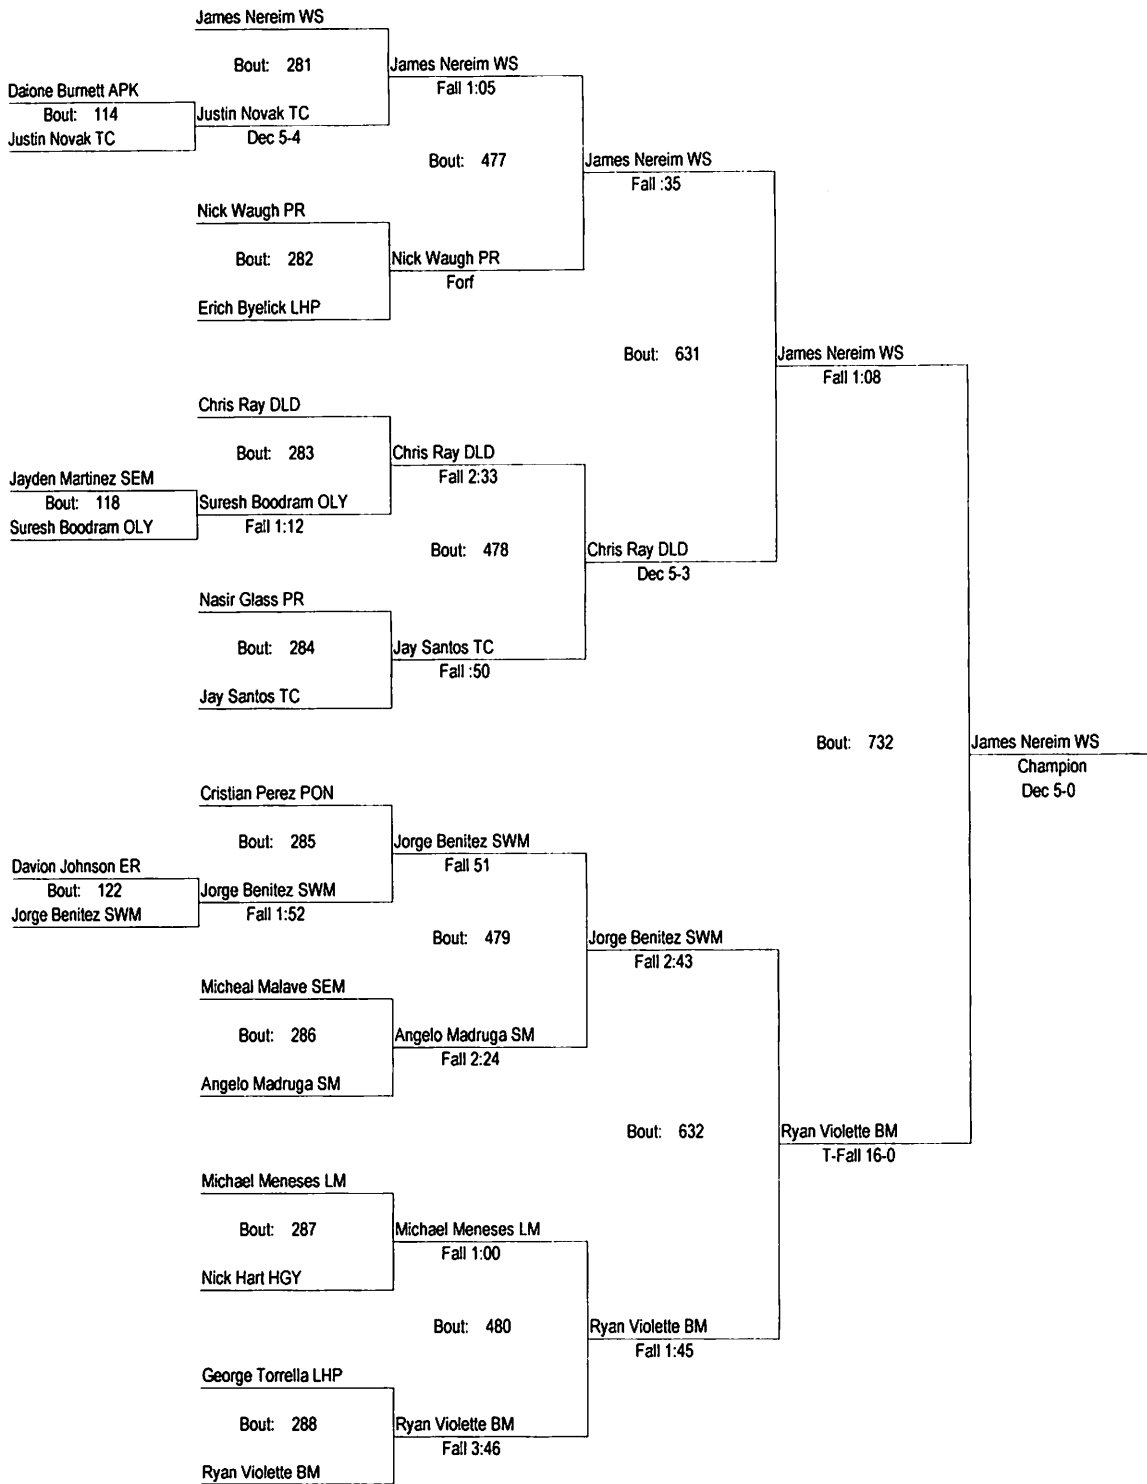 James Nereim WS
Bout: 281
James Nereim WS
Fall 1:05
Daione Burnett APK
Bout: 114
Justin Novak TC
Justin Novak TC
Dec 5-4
Bout: 477
James Nereim WS
Fall :35
Nick Waugh PR
Bout: 282
Nick Waugh PR
Forf
Erich Byelick LHP
Bout: 631
James Nereim WS
Fall 1:08
Chris Ray DLD
Bout: 283
Chris Ray DLD
Fall 2:33
Jayden Martinez SEM
Bout: 118
Suresh Boodram OLY
Suresh Boodram OLY
Fall 1:12
Bout: 478
Chris Ray DLD
Dec 5-3
Nasir Glass PR
Bout: 284
Jay Santos TC
Fall :50
Jay Santos TC
Bout: 732
James Nereim WS
Champion
Dec 5-0
Cristian Perez PON
Bout: 285
Jorge Benitez SWM
Fall 51
Davion Johnson ER
Bout: 122
Jorge Benitez SWM
Jorge Benitez SWM
Fall 1:52
Bout: 479
Jorge Benitez SWM
Fall 2:43
Micheal Malave SEM
Bout: 286
Angelo Madruga SM
Fall 2:24
Angelo Madruga SM
Bout: 632
Ryan Violette BM
T-Fall 16-0
Michael Meneses LM
Bout: 287
Michael Meneses LM
Fall 1:00
Nick Hart HGY
Bout: 480
Ryan Violette BM
Fall 1:45
George Torrella LHP
Bout: 288
Ryan Violette BM
Fall 3:46
Ryan Violette BM